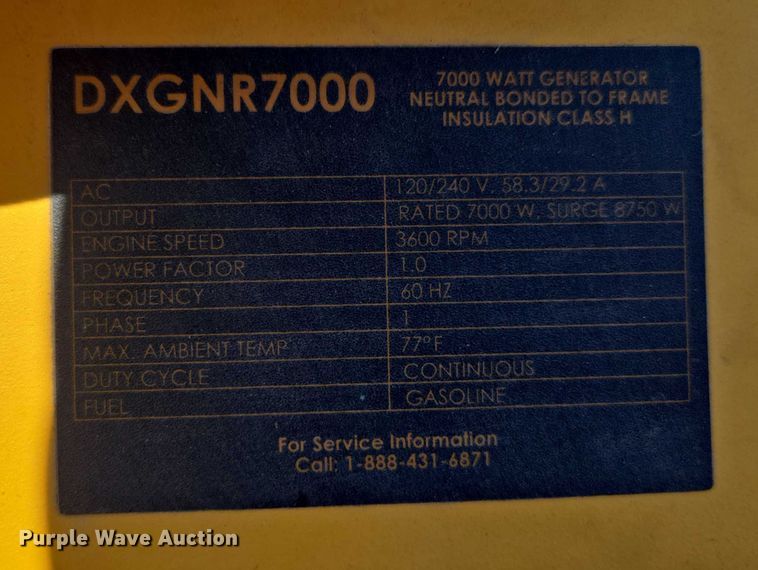 DXGNR7000
7000 WATT GENERATOR
NEUTRAL BONDED TO FRAME
INSULATION CLASS H
AC 120/240 V. 58.3/29.2 A
OUTPUT RATED 7000 W. SURGE 8750 W
ENGINE SPEED 3600 RPM
POWER FACTOR 1.0
FREQUENCY 60 HZ
PHASE 1
MAX. AMBIENT TEMP 77°F
DUTY CYCLE CONTINUOUS
FUEL GASOLINE
For Service Information
Call: 1-888-431-6871
Purple Wave Auction